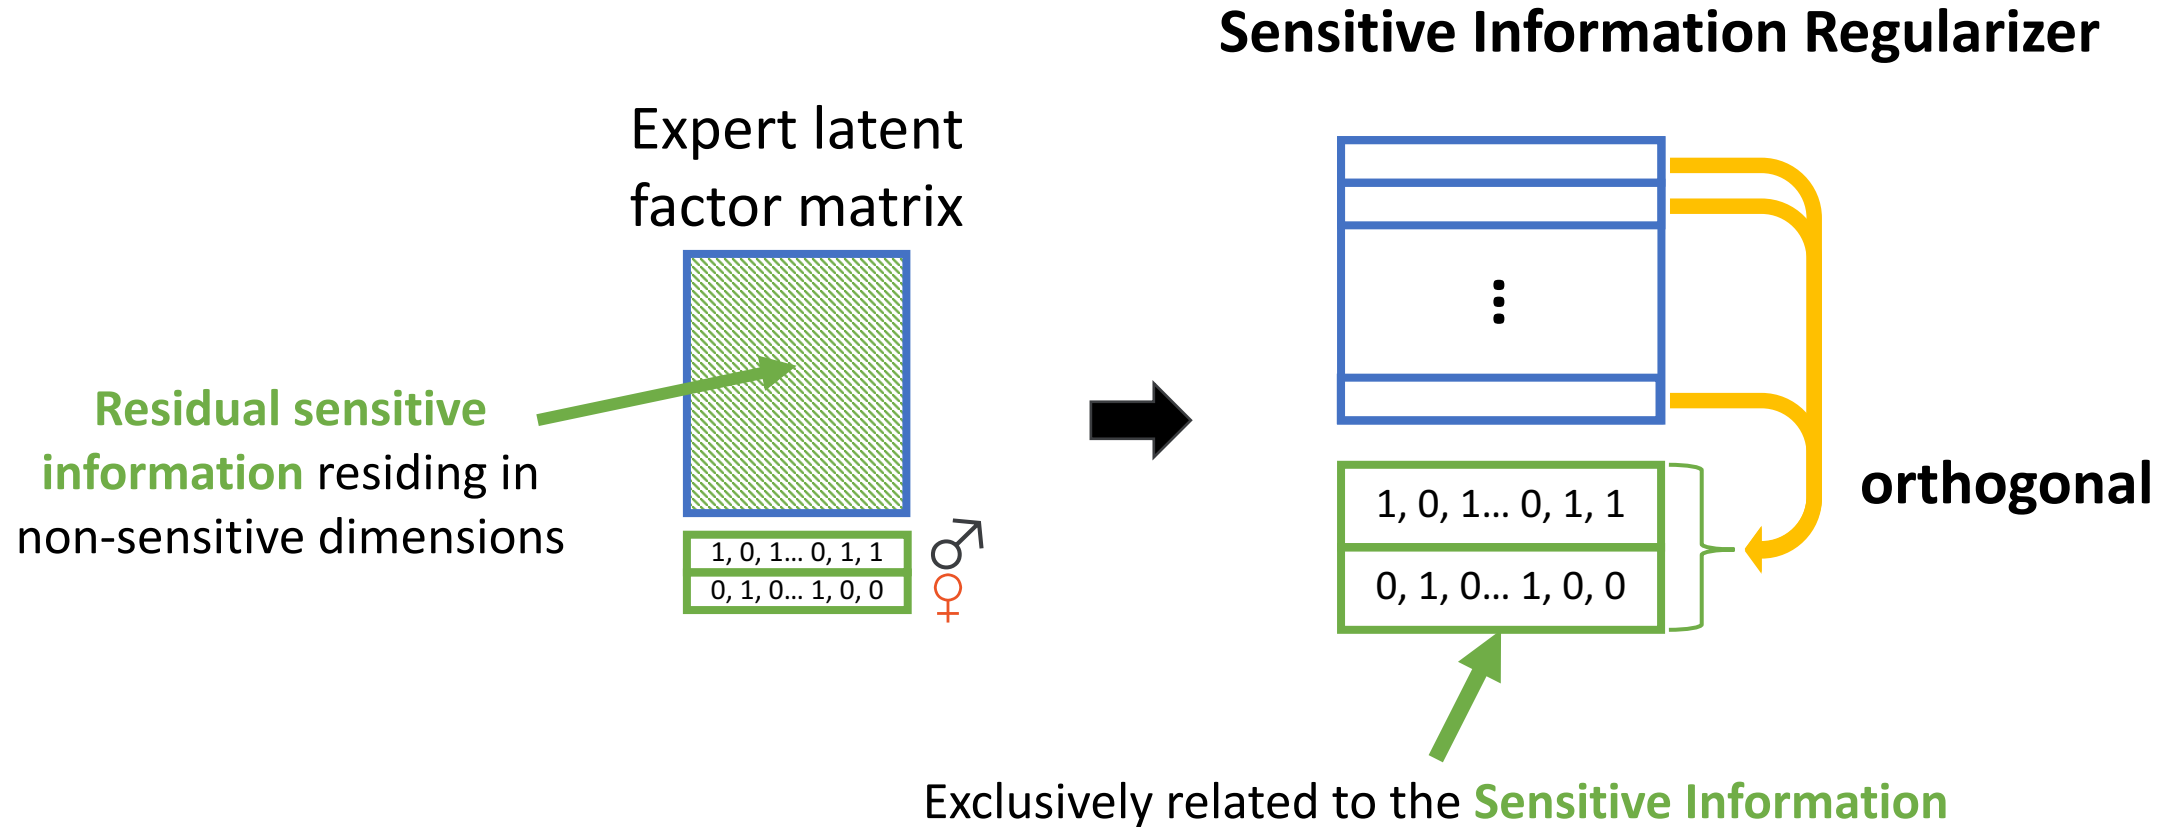 Sensitive Information Regularizer
Expert latent
factor matrix
Residual sensitive
information residing in
non-sensitive dimensions
1, 0, 1... 0, 1, 1
0, 1, 0... 1, 0, 0
1, 0, 1... 0, 1, 1
0, 1, 0... 1, 0, 0
orthogonal
Exclusively related to the Sensitive Information